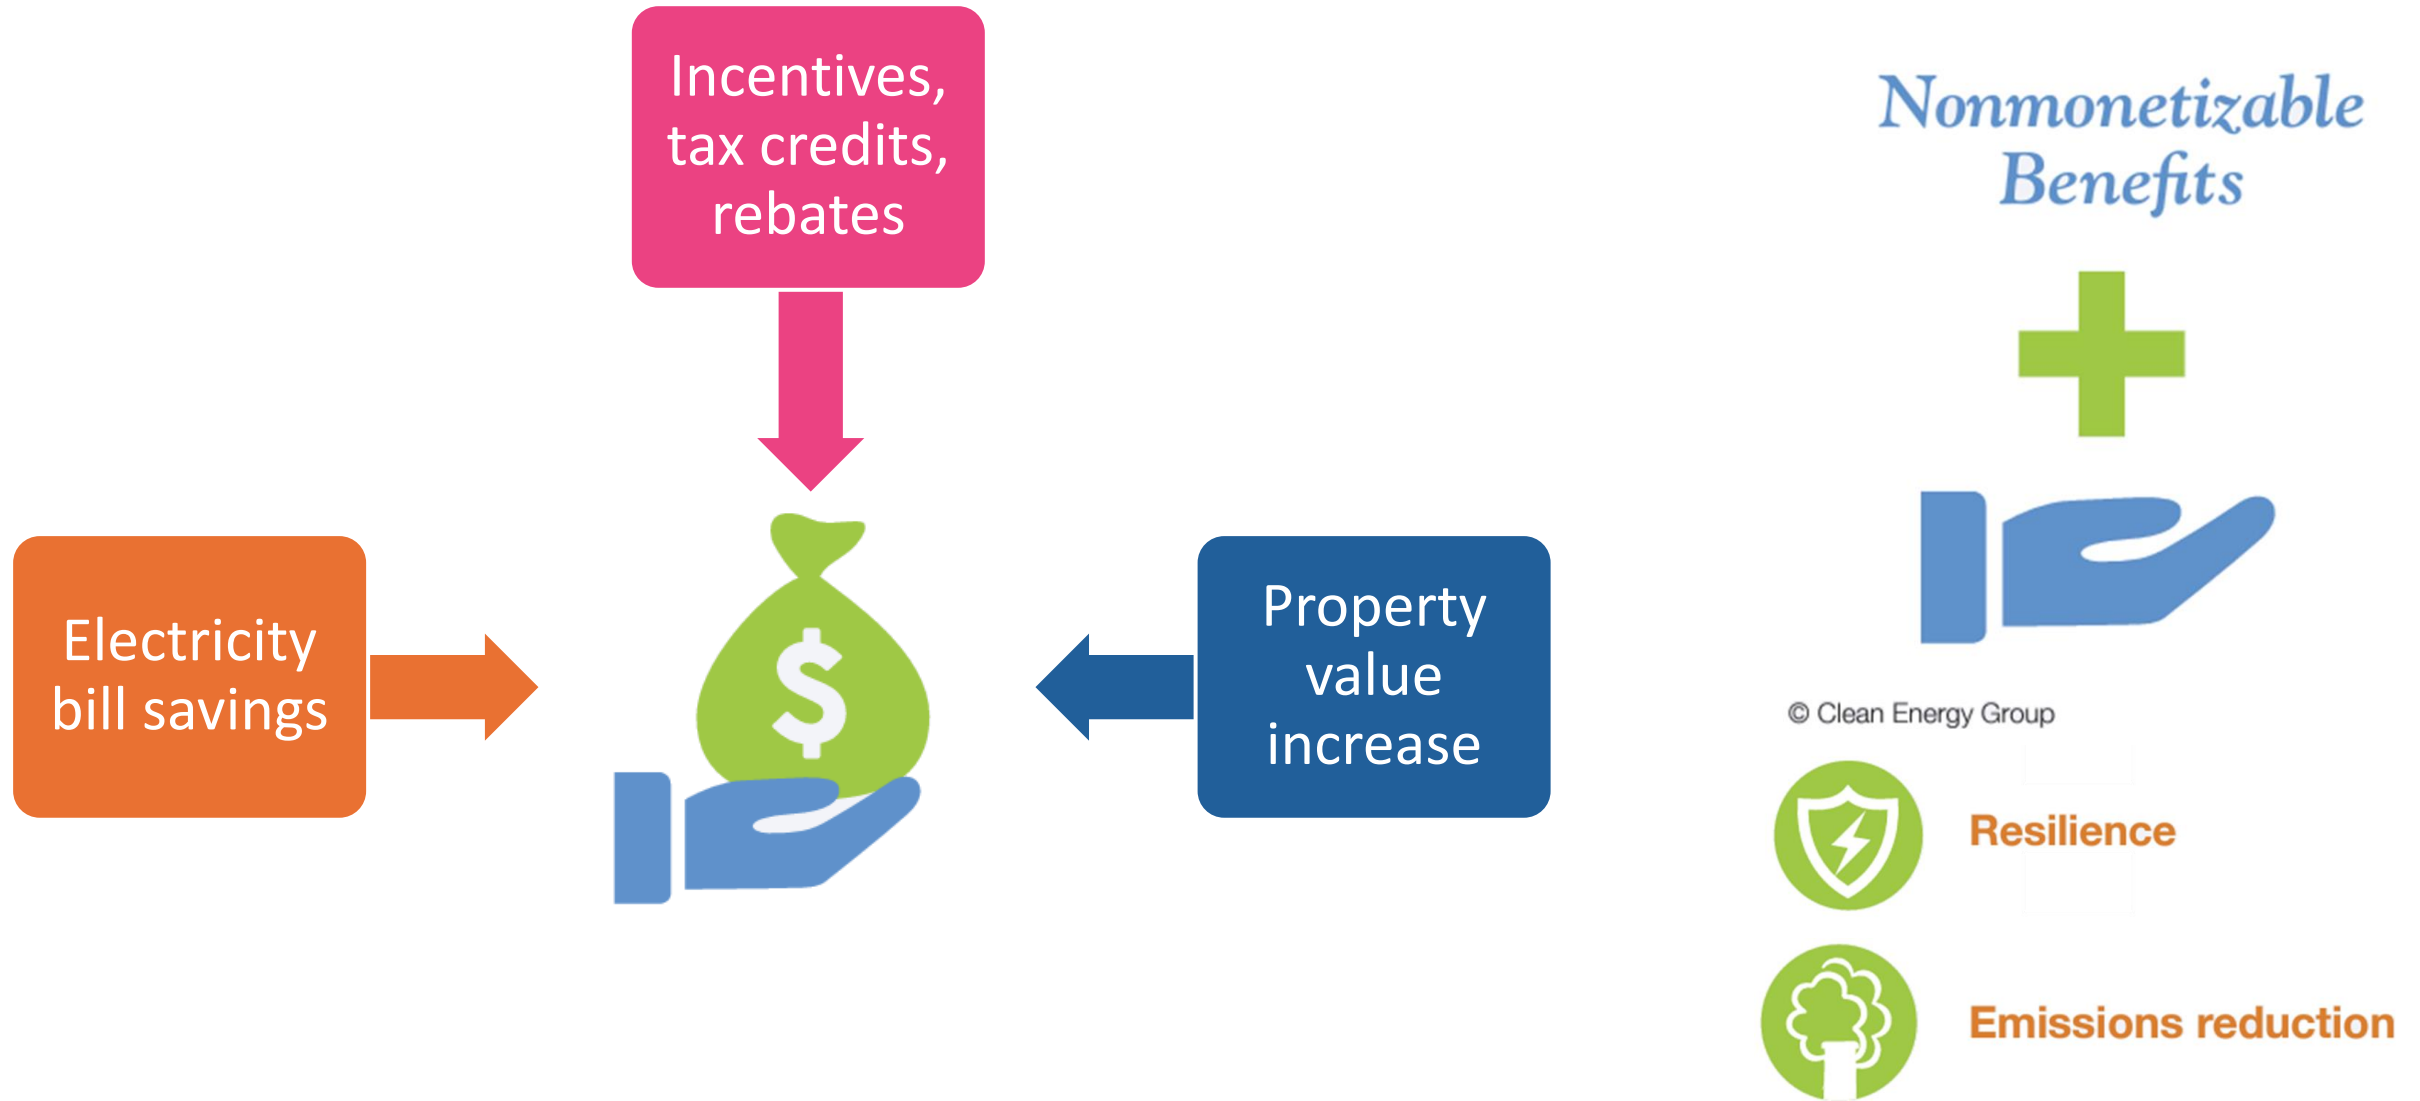 Incentives,
tax credits,
rebates
Electricity
bill savings
$
Property
value
increase
Nonmonetizable
Benefits
© Clean Energy Group
Resilience
Emissions reduction